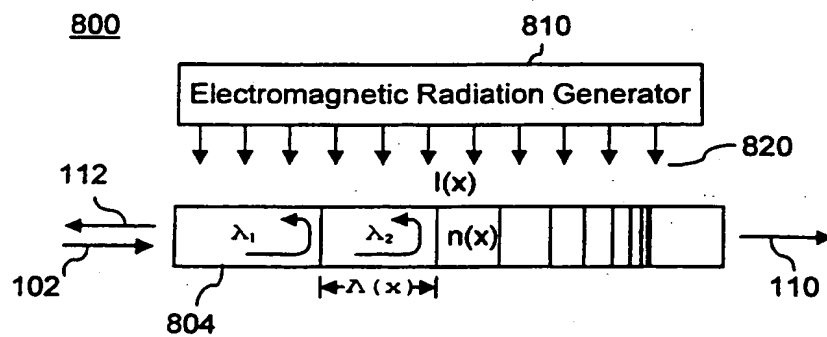 800
810
Electromagnetic Radiation Generator
820
I(x)
112
λ₁
λ₂
n(x)
102
Λ(x)
110
804